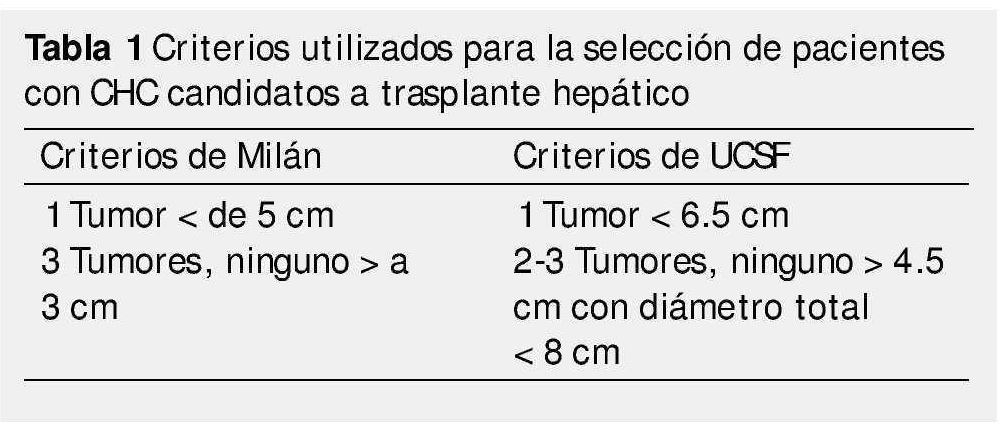 Tabla 1 Criterios utilizados para la selección de pacientes
con CHC candidatos a trasplante hepático
Criterios de Milán
Criterios de UCSF
1 Tumor < de 5 cm
3 Tumores, ninguno > a
3 cm
1 Tumor < 6.5 cm
2-3 Tumores, ninguno > 4.5
cm con diámetro total
< 8 cm